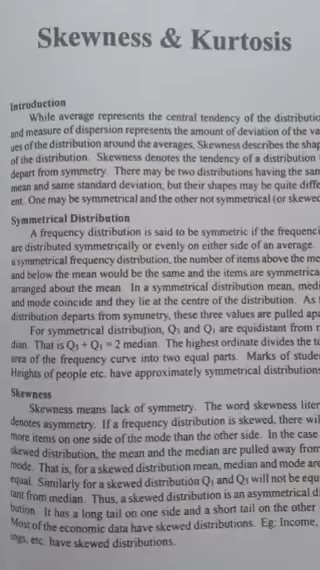 Skewness & Kurtosis
Introduction
While average represents the central tendency of the distributio
and measure of dispersion represents the amount of deviation of the va
ues of the distribution around the averages, Skewness describes the shap
of the distribution. Skewness denotes the tendency of a distribution
depart from symmetry. There may be two distributions having the sam
mean and same standard deviation, but their shapes may be quite diffe
ent. One may be symmetrical and the other not symmetrical (or skewed
Symmetrical Distribution
A frequency distribution is said to be symmetric if the frequenci
are distributed symmetrically or evenly on either side of an average.
a symmetrical frequency distribution, the number of items above the me
and below the mean would be the same and the items are symmetrica
arranged about the mean. In a symmetrical distribution mean, medi
and mode coincide and they lie at the centre of the distribution. As
distribution departs from symmetry, these three values are pulled apa
For symmetrical distribution, Q₃ and Q₁ are equidistant from
dian. That is Q₃ + Q₁ = 2 median. The highest ordinate divides the to
area of the frequency curve into two equal parts. Marks of stude
Heights of people etc. have approximately symmetrical distributions
Skewness
Skewness means lack of symmetry. The word skewness liter
denotes asymmetry. If a frequency distribution is skewed, there wil
more items on one side of the mode than the other side. In the case
skewed distribution, the mean and the median are pulled away from
mode. That is, for a skewed distribution mean, median and mode are
equal. Similarly for a skewed distribution Q₁ and Q₃ will not be equ
tant from median. Thus, a skewed distribution is an asymmetrical di
bution. It has a long tail on one side and a short tail on the other
Most of the economic data have skewed distributions. Eg: Income,
ings, etc. have skewed distributions.